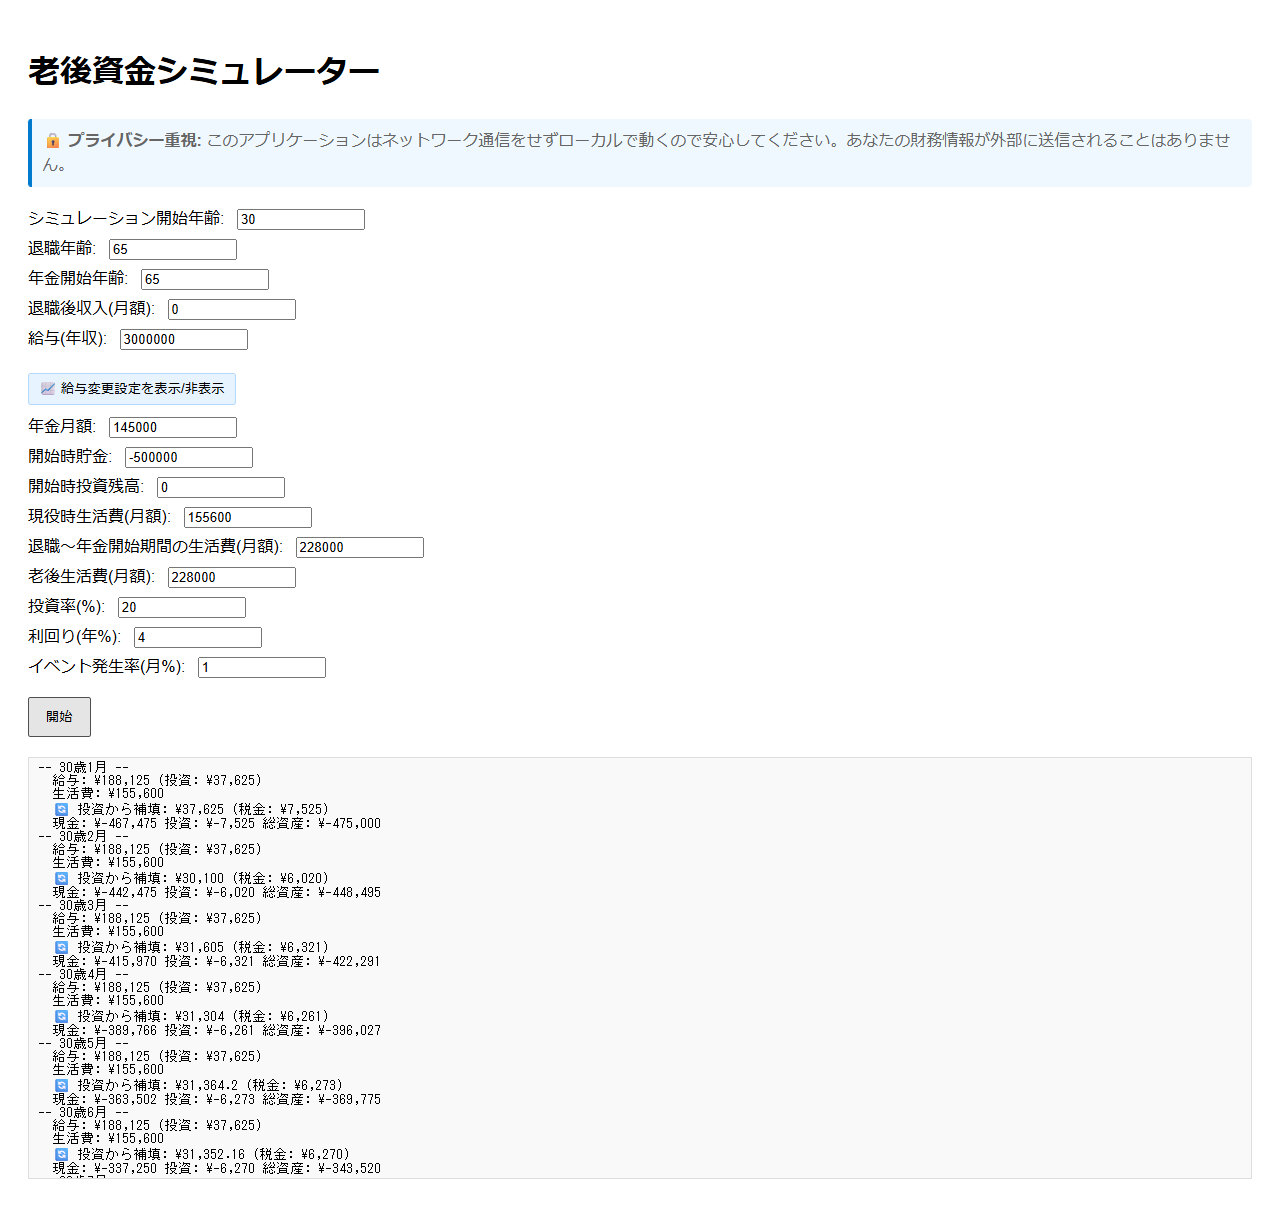 老後資金シミュレーター
🔒 プライバシー重視: このアプリケーションはネットワーク通信をせずローカルで動くので安心してください。あなたの財務情報が外部に送信されることはありませ
ん。
シミュレーション開始年齢: 30
退職年齢: 65
年金開始年齢: 65
退職後収入(月額): 0
給与(年収): 3000000
📈 給与変更設定を表示/非表示
年金月額: 145000
開始時貯金: -500000
開始時投資残高: 0
現役時生活費(月額): 155600
退職～年金開始期間の生活費(月額): 228000
老後生活費(月額): 228000
投資率(%): 20
利回り(年%): 4
イベント発生率(月%): 1
開始
-- 30歳1月 --
給与: ¥188,125 (投資: ¥37,625)
生活費: ¥155,600
🔄 投資から補填: ¥37,625 (税金: ¥7,525)
現金: ¥-467,475 投資: ¥-7,525 総資産: ¥-475,000
-- 30歳2月 --
給与: ¥188,125 (投資: ¥37,625)
生活費: ¥155,600
🔄 投資から補填: ¥30,100 (税金: ¥6,020)
現金: ¥-442,475 投資: ¥-6,020 総資産: ¥-448,495
-- 30歳3月 --
給与: ¥188,125 (投資: ¥37,625)
生活費: ¥155,600
🔄 投資から補填: ¥31,605 (税金: ¥6,321)
現金: ¥-415,970 投資: ¥-6,321 総資産: ¥-422,291
-- 30歳4月 --
給与: ¥188,125 (投資: ¥37,625)
生活費: ¥155,600
🔄 投資から補填: ¥31,304 (税金: ¥6,261)
現金: ¥-389,766 投資: ¥-6,261 総資産: ¥-396,027
-- 30歳5月 --
給与: ¥188,125 (投資: ¥37,625)
生活費: ¥155,600
🔄 投資から補填: ¥31,364.2 (税金: ¥6,273)
現金: ¥-363,502 投資: ¥-6,273 総資産: ¥-369,775
-- 30歳6月 --
給与: ¥188,125 (投資: ¥37,625)
生活費: ¥155,600
🔄 投資から補填: ¥31,352.16 (税金: ¥6,270)
現金: ¥-337,250 投資: ¥-6,270 総資産: ¥-343,520